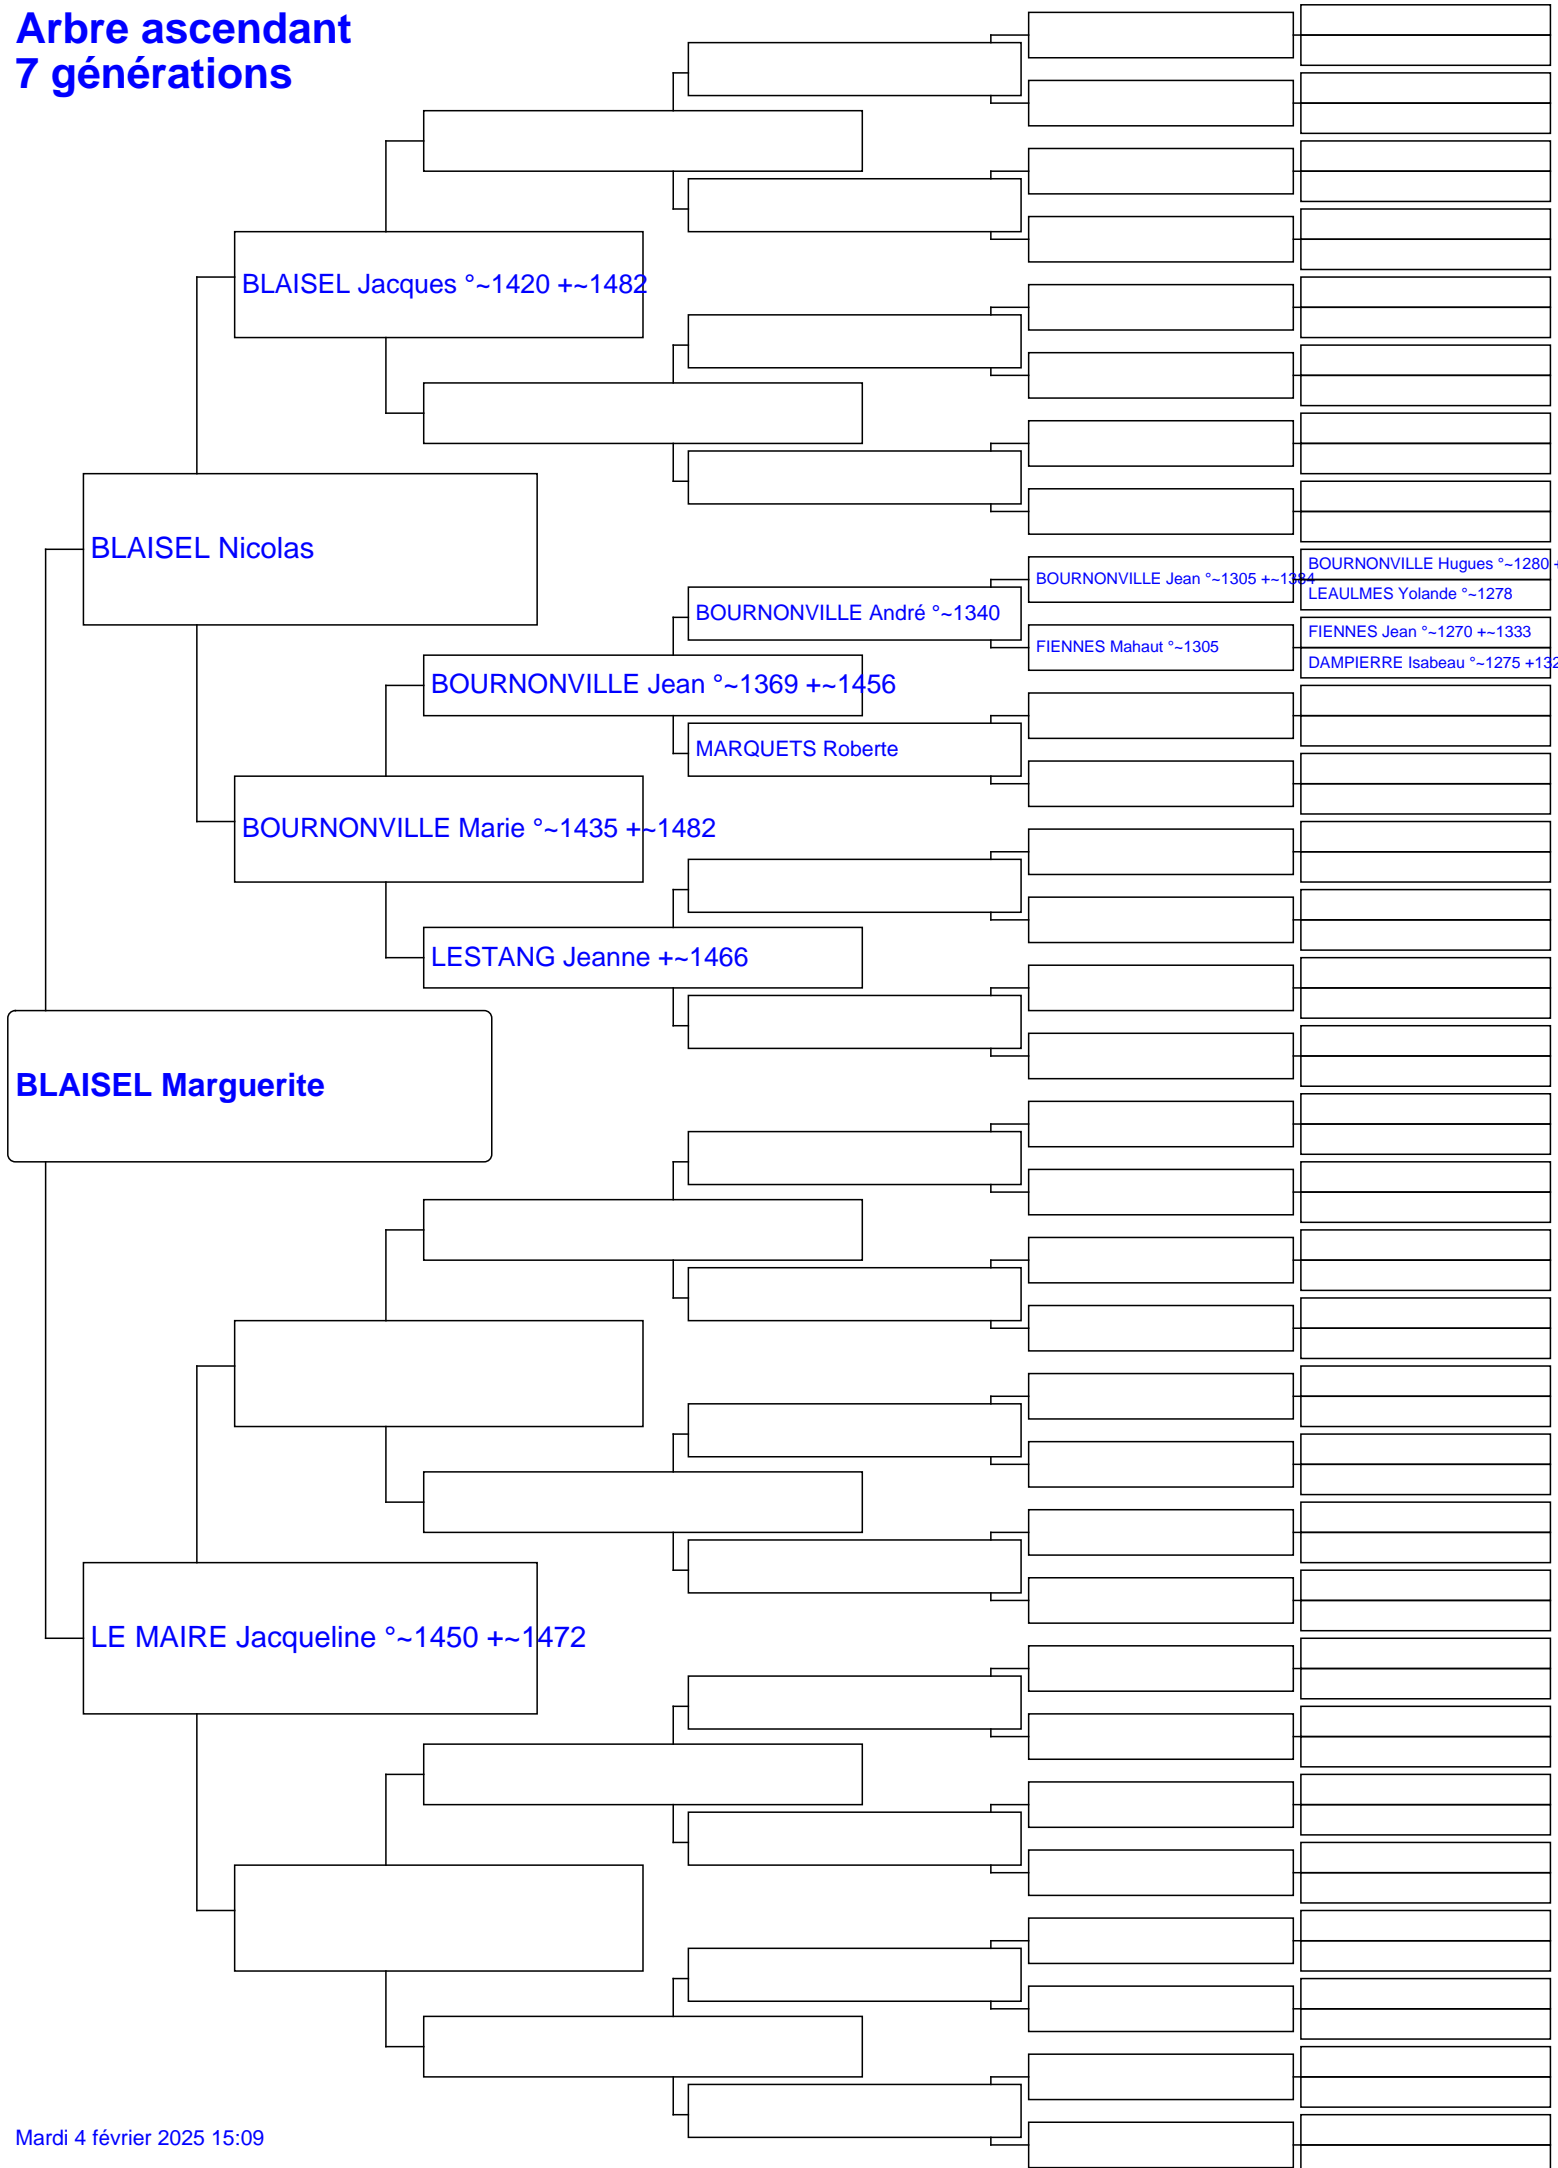 Arbre ascendant
7 générations
BLAISEL Jacques °~1420 +~1482
BLAISEL Nicolas
BOURNONVILLE Jean °~1305 +~1384
BOURNONVILLE Hugues °~1280 +
LEAULMES Yolande °~1278
BOURNONVILLE André °~1340
FIENNES Mahaut °~1305
FIENNES Jean °~1270 +~1333
DAMPIERRE Isabeau °~1275 +132
BOURNONVILLE Jean °~1369 +~1456
MARQUETS Roberte
BOURNONVILLE Marie °~1435 +~1482
LESTANG Jeanne +~1466
BLAISEL Marguerite
LE MAIRE Jacqueline °~1450 +~1472
Mardi 4 février 2025 15:09